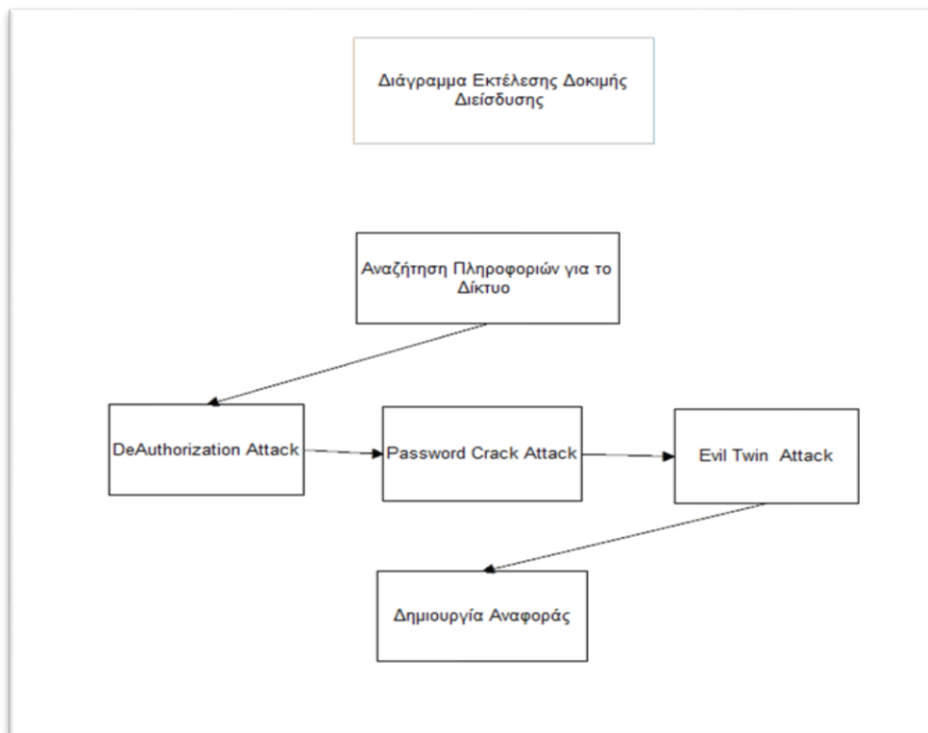 Διάγραμμα Εκτέλεσης Δοκιμής
Διείσδυσης
Αναζήτηση Πληροφοριών για το
Δίκτυο
DeAuthorization Attack
Password Crack Attack
Evil Twin Attack
Δημιουργία Αναφοράς